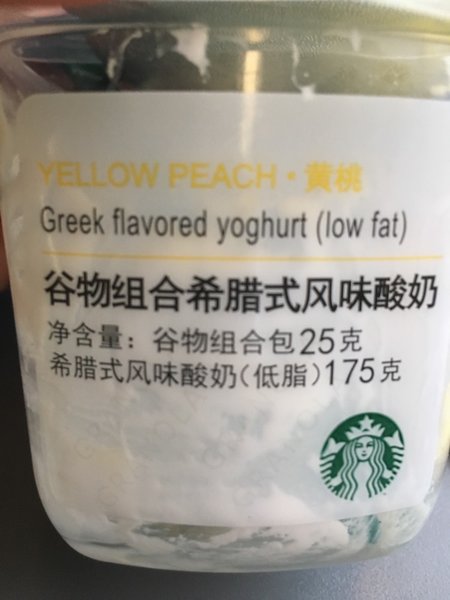 YELLOW PEACH·黄桃
Greek flavored yoghurt (low fat)
谷物组合希腊式风味酸奶
净含量：谷物组合包25克
希腊式风味酸奶(低脂)175克